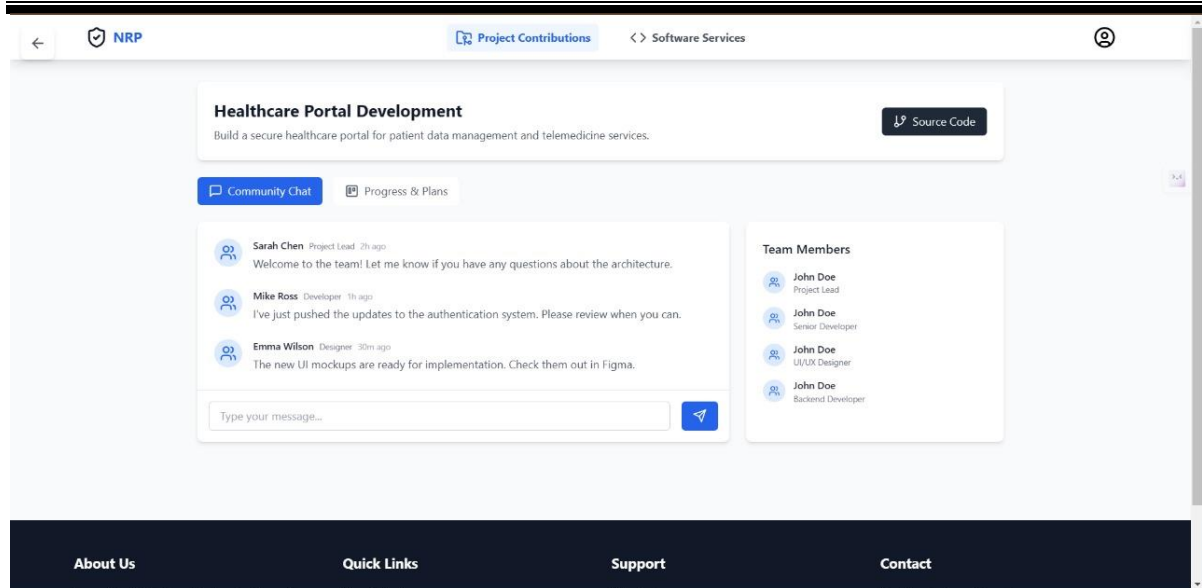 NRP
Project Contributions
<> Software Services
Healthcare Portal Development
Build a secure healthcare portal for patient data management and telemedicine services.
Source Code
Community Chat
Progress & Plans
Sarah Chen Project Lead 2h ago
Welcome to the team! Let me know if you have any questions about the architecture.
Mike Ross Developer 1h ago
I've just pushed the updates to the authentication system. Please review when you can.
Emma Wilson Designer 30m ago
The new UI mockups are ready for implementation. Check them out in Figma.
Type your message...
Team Members
John Doe
Project Lead
John Doe
Senior Developer
John Doe
UI/UX Designer
John Doe
Backend Developer
About Us
Quick Links
Support
Contact